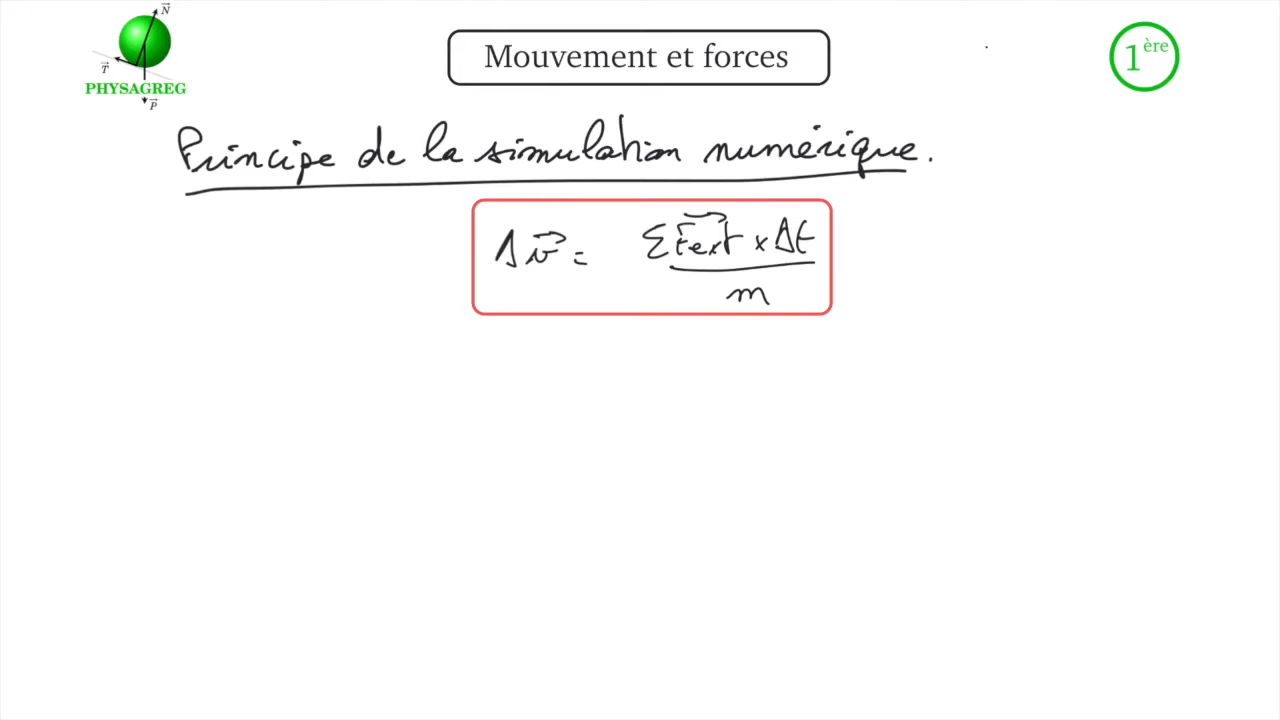 N
T
PHYSAGREG
P
Mouvement et forces
1ère
Principe de la simulation numérique.
Δv⃗ = ΣF⃗ext × Δt
m